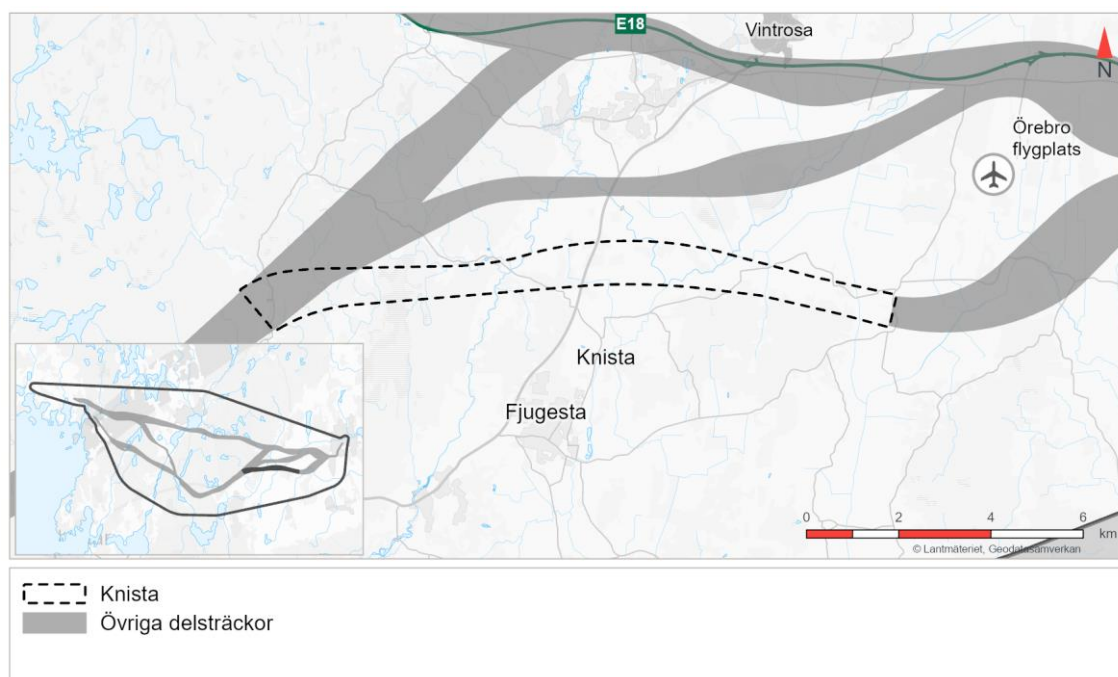 E18
Vintrosa
N
Örebro
flygplats
Knista
Fjugesta
0 2 4 6
km
© Lantmäteriet, Geodatasamverkan
Knista
Övriga delsträckor